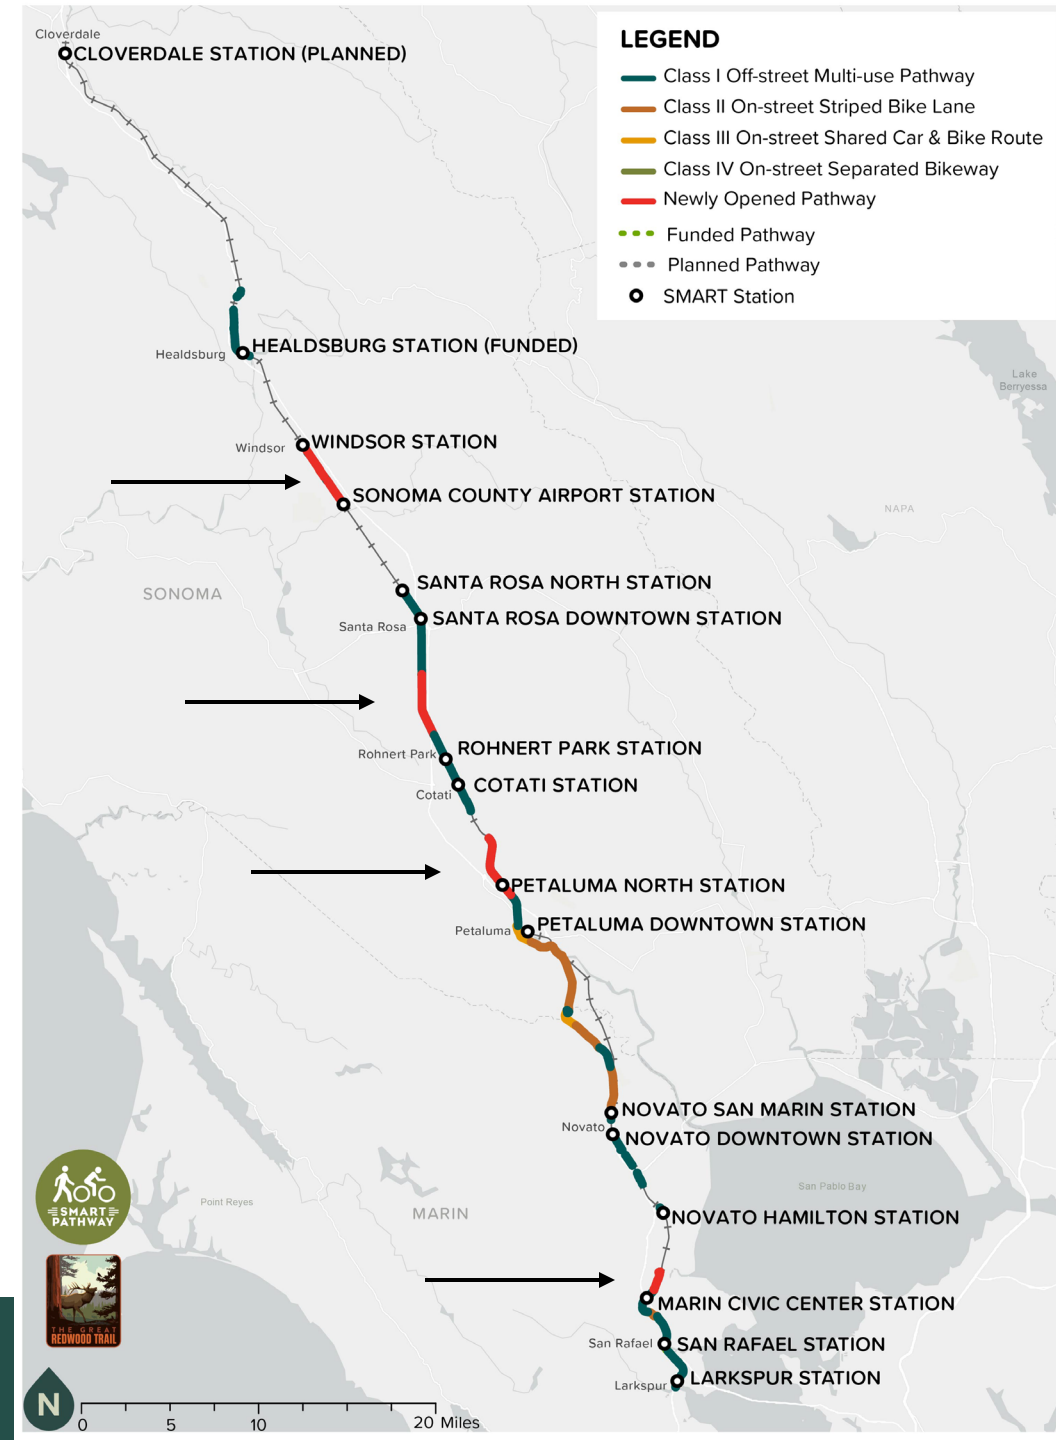 Cloverdale
CLOVERDALE STATION (PLANNED)
LEGEND
Class I Off-street Multi-use Pathway
Class II On-street Striped Bike Lane
Class III On-street Shared Car & Bike Route
Class IV On-street Separated Bikeway
Newly Opened Pathway
Funded Pathway
Planned Pathway
SMART Station
Healdsburg
HEALDSBURG STATION (FUNDED)
Lake
Berryessa
Windsor
WINDSOR STATION
SONOMA COUNTY AIRPORT STATION
NAPA
SONOMA
SANTA ROSA NORTH STATION
Santa Rosa
SANTA ROSA DOWNTOWN STATION
Rohnert Park
ROHNERT PARK STATION
Cotati
COTATI STATION
PETALUMA NORTH STATION
Petaluma
PETALUMA DOWNTOWN STATION
NOVATO SAN MARIN STATION
Novato
NOVATO DOWNTOWN STATION
San Pablo Bay
SMART
PATHWAY
Point Reyes
MARIN
NOVATO HAMILTON STATION
MARIN CIVIC CENTER STATION
THE GREAT
REDWOOD TRAIL
San Rafael
SAN RAFAEL STATION
Larkspur
LARKSPUR STATION
N
0 5 10 20 Miles